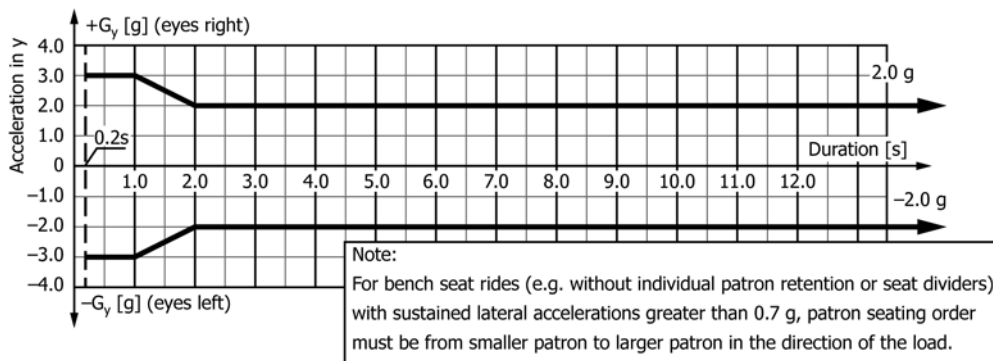 +Gy [g] (eyes right)
Acceleration in y
4.0
3.0
2.0
1.0
0
−1.0
−2.0
−3.0
−4.0
0.2s
2.0 g
Duration [s]
1.0 2.0 3.0 4.0 5.0 6.0 7.0 8.0 9.0 10.0 11.0 12.0
−2.0 g
−Gy [g] (eyes left)
Note:
For bench seat rides (e.g. without individual patron retention or seat dividers)
with sustained lateral accelerations greater than 0.7 g, patron seating order
must be from smaller patron to larger patron in the direction of the load.